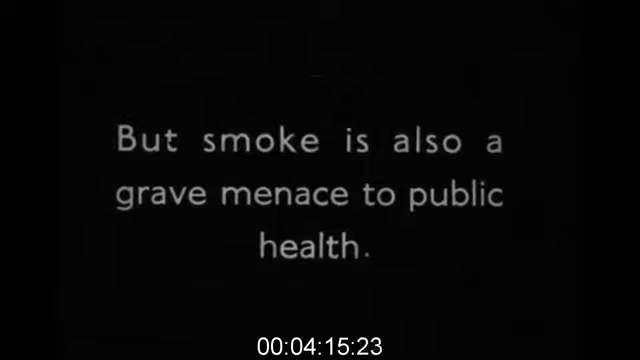 But smoke is also a
grave menace to public
health.
00:04:15:23